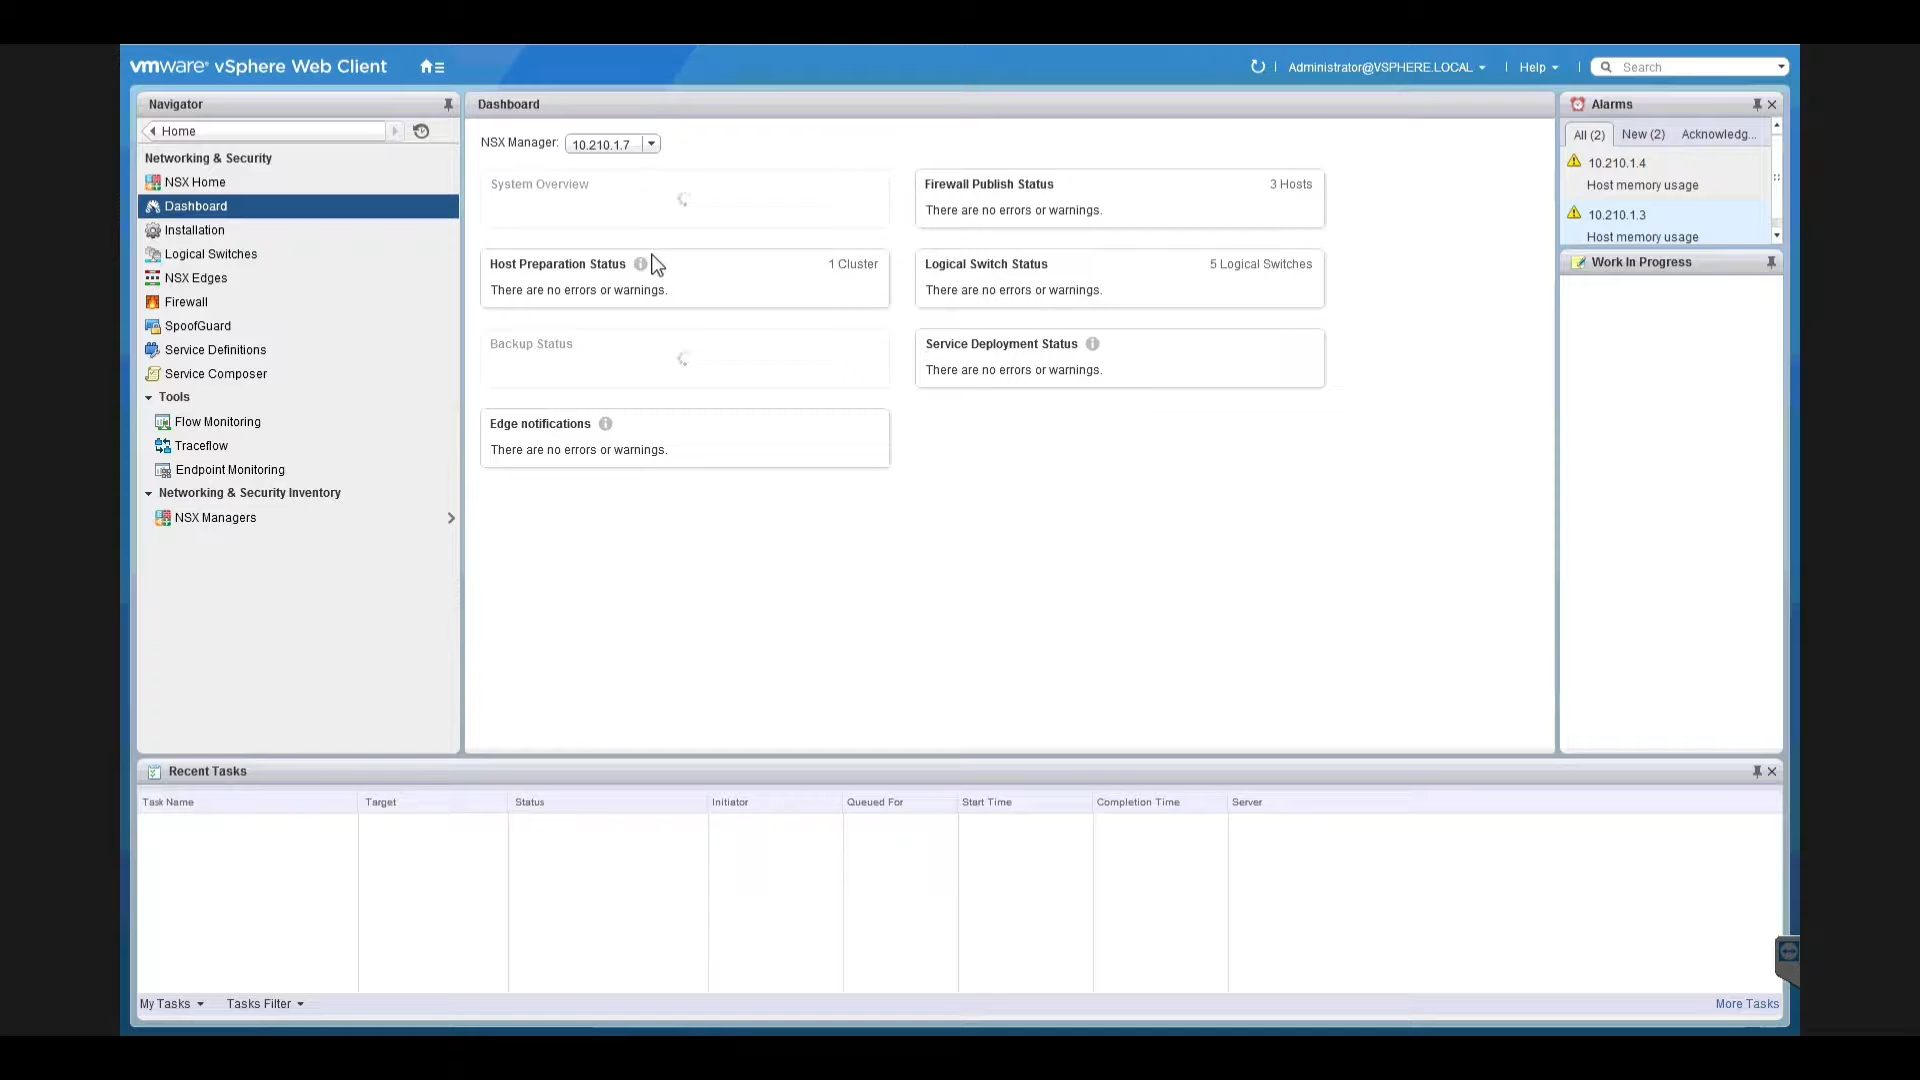 vmware® vSphere Web Client
Administrator@VSPHERE.LOCAL
Help
Search
Navigator
Home
Networking & Security
NSX Home
Dashboard
Installation
Logical Switches
NSX Edges
Firewall
SpoofGuard
Service Definitions
Service Composer
Tools
Flow Monitoring
Traceflow
Endpoint Monitoring
Networking & Security Inventory
NSX Managers
Dashboard
NSX Manager: 10.210.1.7
System Overview
Firewall Publish Status 3 Hosts
There are no errors or warnings.
Host Preparation Status 1 Cluster
There are no errors or warnings.
Logical Switch Status 5 Logical Switches
There are no errors or warnings.
Backup Status
Service Deployment Status
There are no errors or warnings.
Edge notifications
There are no errors or warnings.
Alarms
All (2) New (2) Acknowledg...
10.210.1.4
Host memory usage
10.210.1.3
Host memory usage
Work In Progress
Recent Tasks
Task Name Target Status Initiator Queued For Start Time Completion Time Server
My Tasks Tasks Filter More Tasks